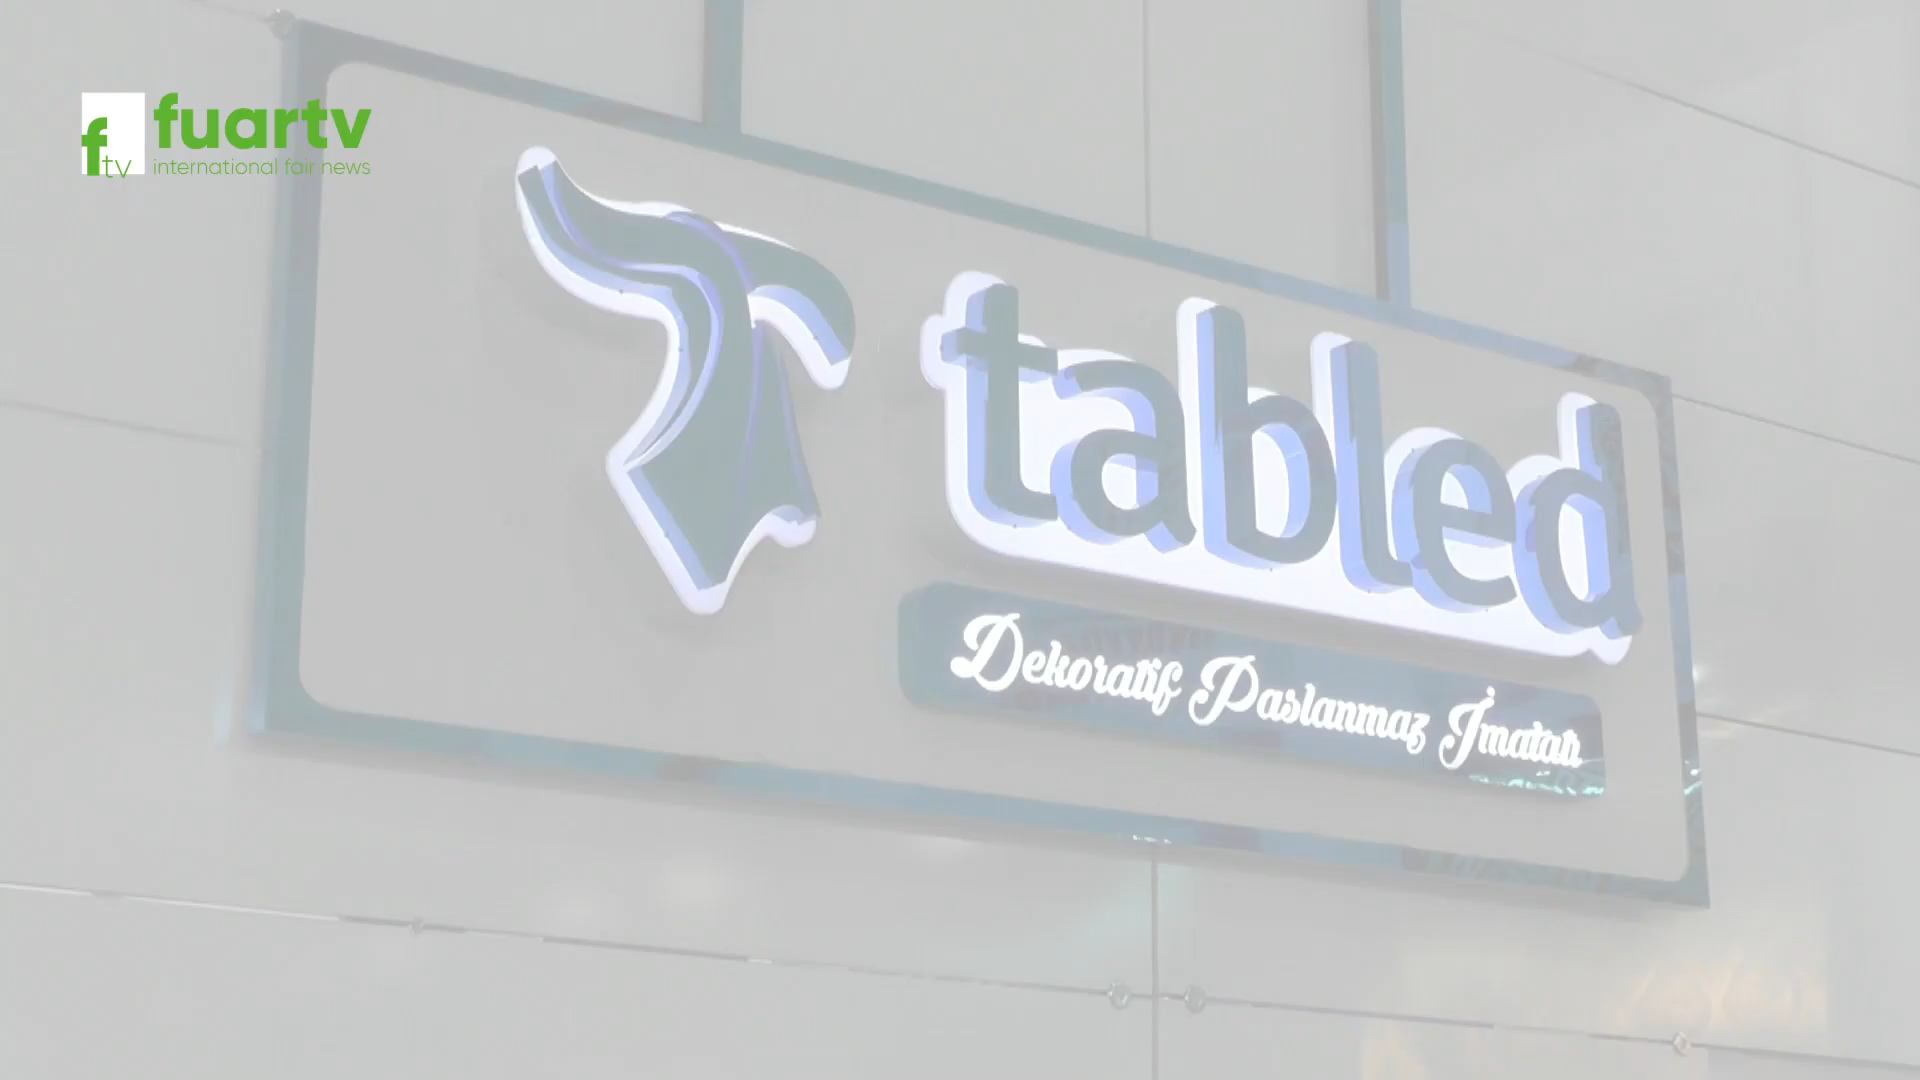 fuartv
f
tv
international fair news
tabled
Dekoratif Paslanmaz İmalatı